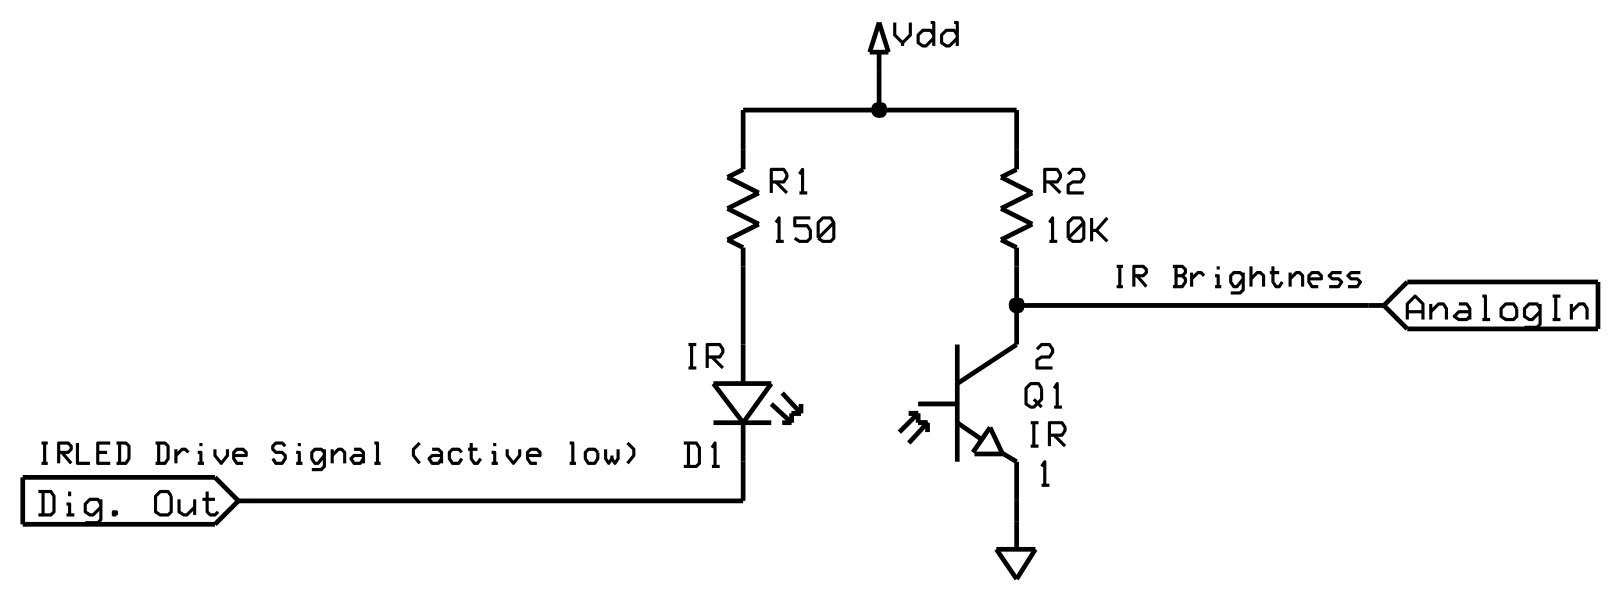 Vdd
R1
150
R2
10K
IR Brightness
AnalogIn
IR
2
Q1
IR
1
IRLED Drive Signal (active low)
D1
Dig. Out